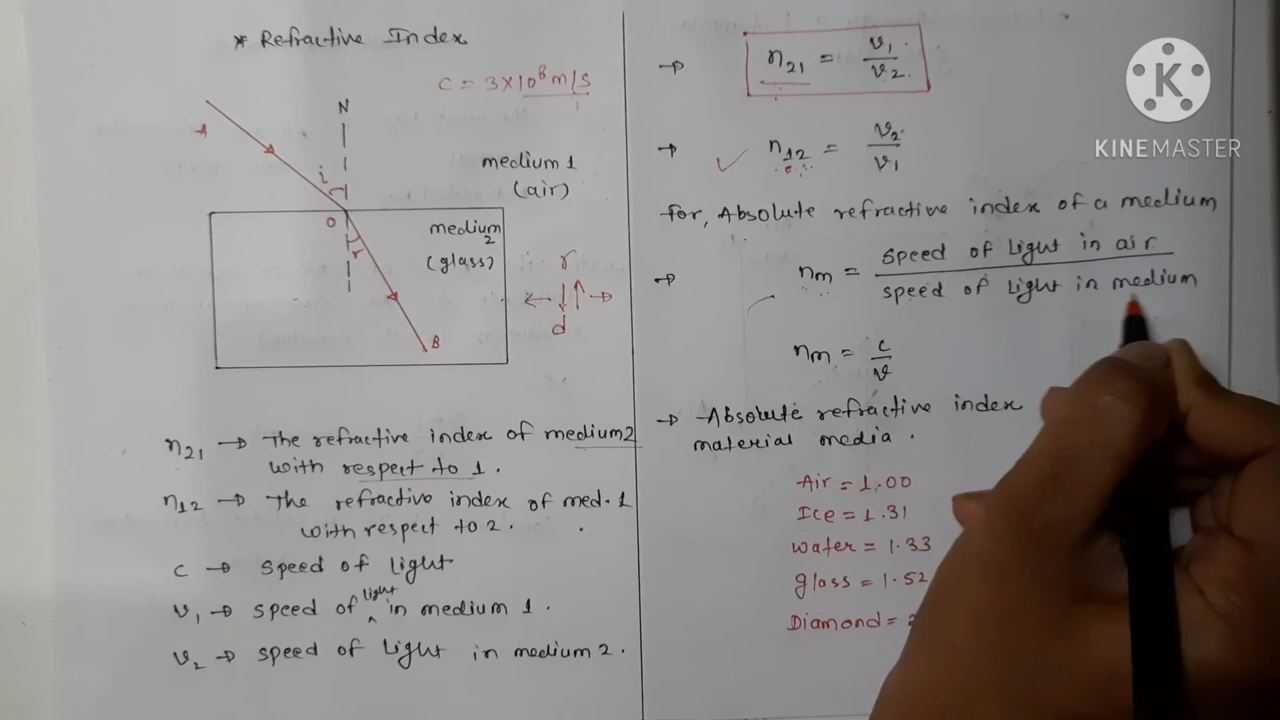 * Refractive Index
C = 3×10⁸ m/s
N
A
i
medium 1
(air)
O
medium
2
(glass)
r
r
d
B
n₂₁ → The refractive index of medium2
with respect to 1.
n₁₂ → The refractive index of med. 1
with respect to 2.
c → speed of light
light
v₁ → speed of ^ in medium 1.
v₂ → speed of light in medium 2.
→ n₂₁ = v₁/v₂
→ ✓ n₁₂ = v₂/v₁
for, Absolute refractive index of a medium
→ nm = speed of light in air
speed of light in medium
nm = c/v
→ Absolute refractive index
material media.
Air = 1.00
Ice = 1.31
water = 1.33
glass = 1.52
Diamond =
K
KINEMASTER